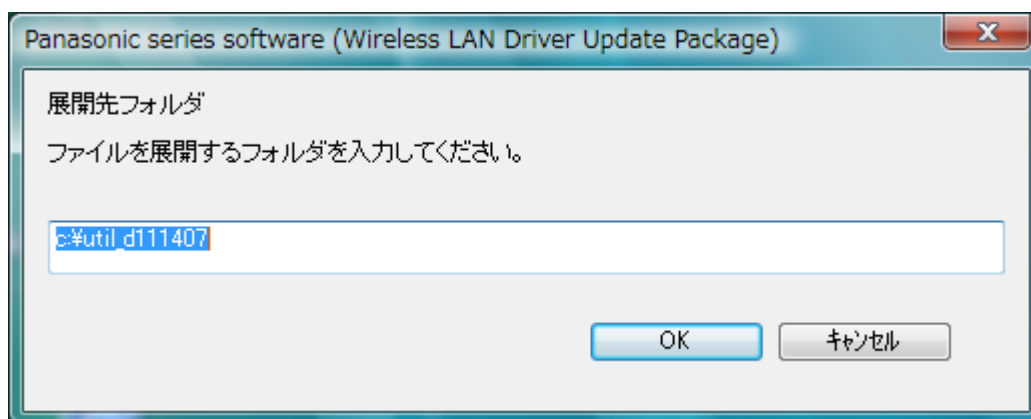 Panasonic series software (Wireless LAN Driver Update Package)
展開先フォルダ
ファイルを展開するフォルダを入力してください。
c:¥util_d111407
OK
キャンセル